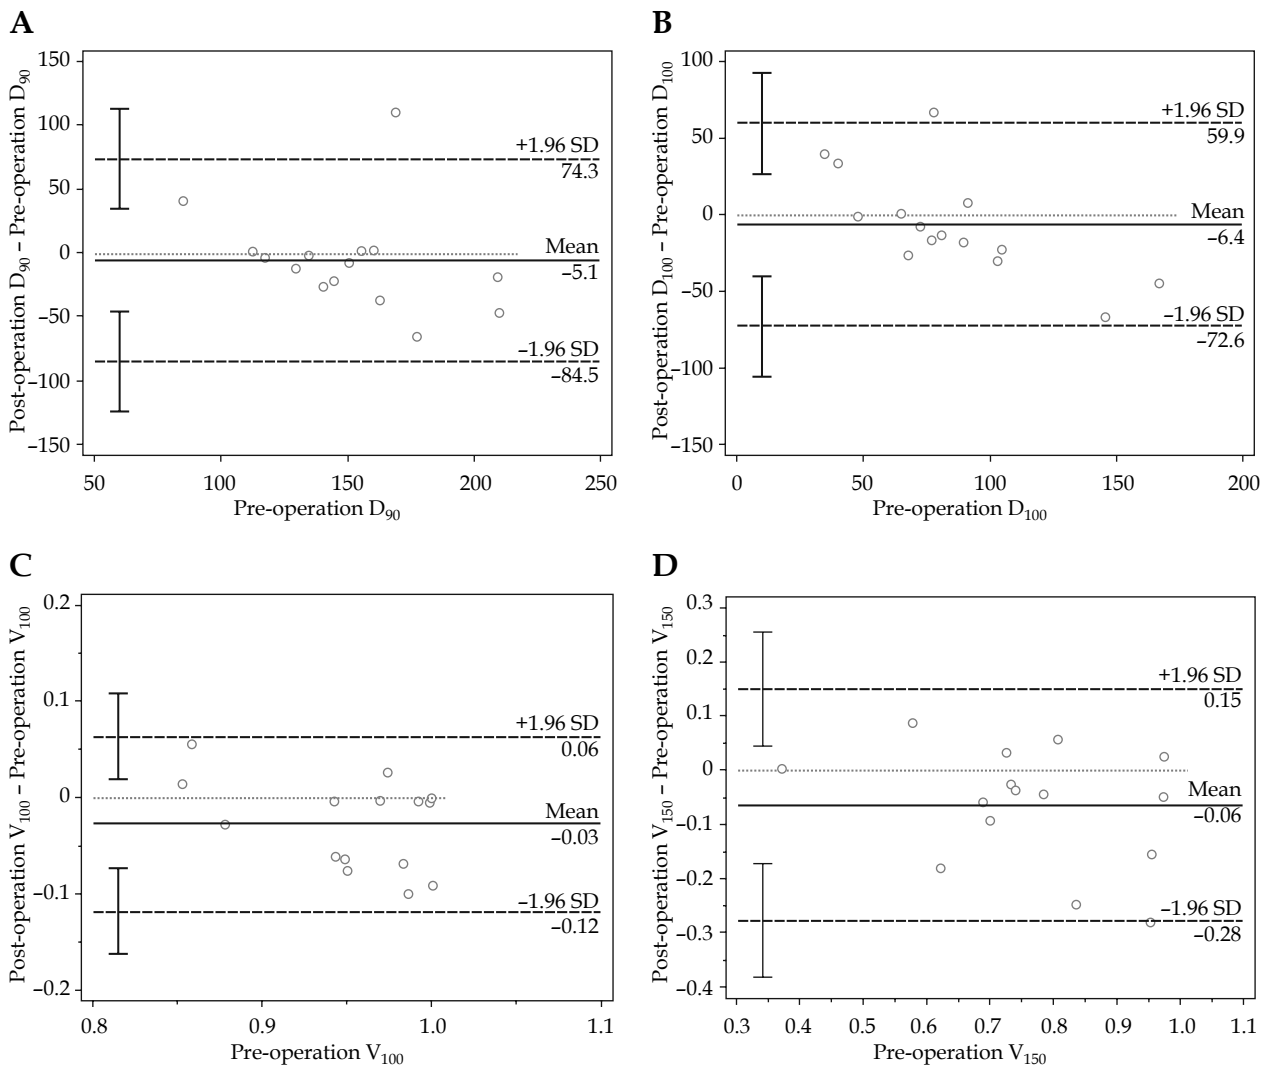 A
Post-operation D90 – Pre-operation D90
150
100
50
0
–50
–100
–150
+1.96 SD
74.3
Mean
–5.1
–1.96 SD
–84.5
50 100 150 200 250
Pre-operation D90
B
Post-operation D100 – Pre-operation D100
100
50
0
–50
–100
–150
+1.96 SD
59.9
Mean
–6.4
–1.96 SD
–72.6
0 50 100 150 200
Pre-operation D100
C
Post-operation V100 – Pre-operation V100
0.2
0.1
0
–0.1
–0.2
+1.96 SD
0.06
Mean
–0.03
–1.96 SD
–0.12
0.8 0.9 1.0 1.1
Pre-operation V100
D
Post-operation V150 – Pre-operation V150
0.3
0.2
0.1
0
–0.1
–0.2
–0.3
–0.4
+1.96 SD
0.15
Mean
–0.06
–1.96 SD
–0.28
0.3 0.4 0.5 0.6 0.7 0.8 0.9 1.0 1.1
Pre-operation V150